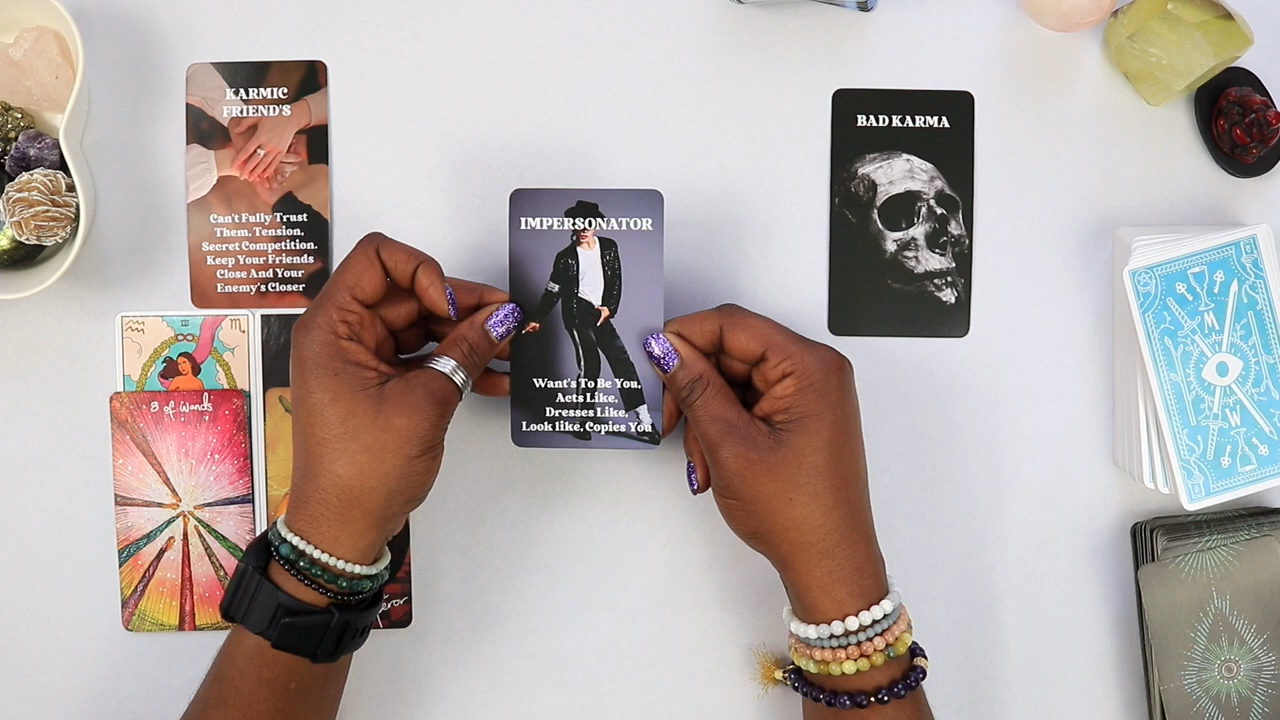 KARMIC
FRIEND'S
Can't Fully Trust
Them, Tension,
Secret Competition.
Keep Your Friends
Close And Your
Enemy's Closer
IMPERSONATOR
Want's To Be You,
Acts Like,
Dresses Like,
Look like, Copies You
BAD KARMA
8 of Wands
M
W